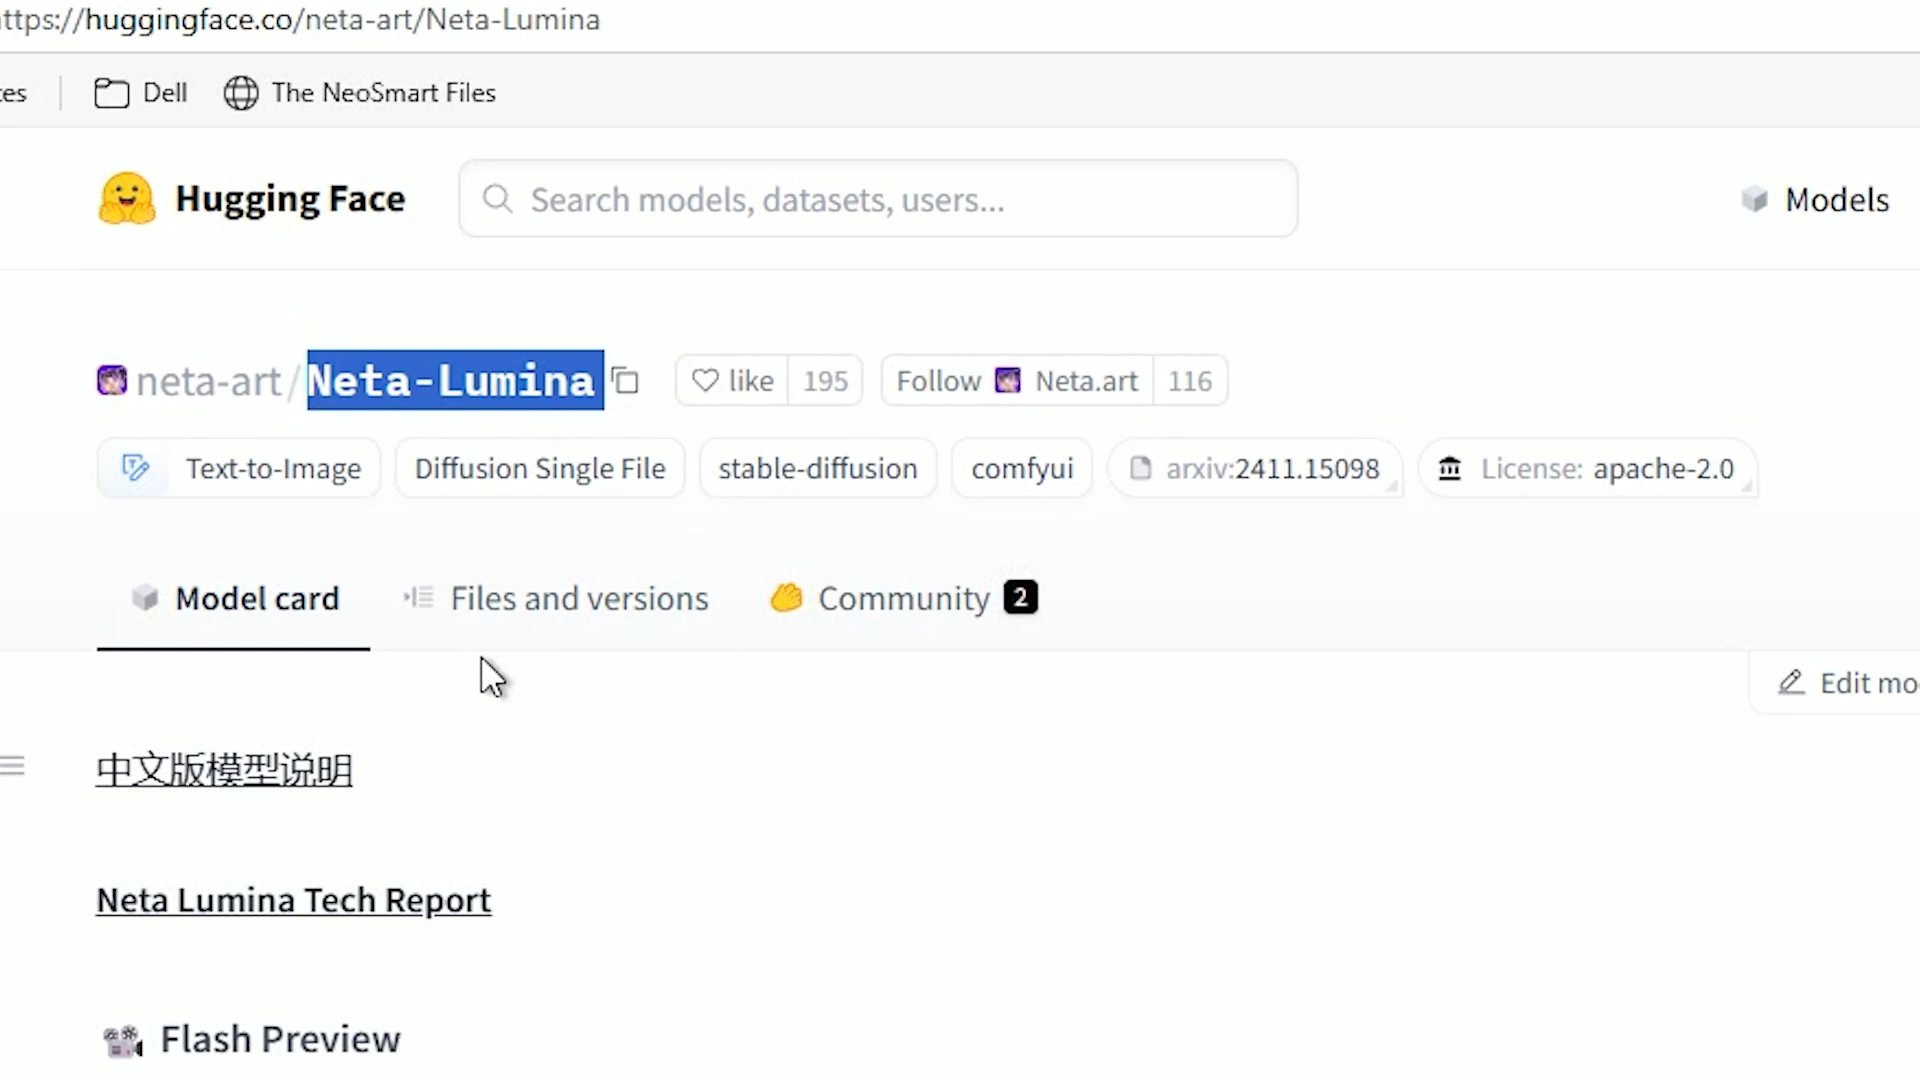 ttps://huggingface.co/neta-art/Neta-Lumina
es Dell The NeoSmart Files
Hugging Face Search models, datasets, users... Models
neta-art/Neta-Lumina like 195 Follow Neta.art 116
Text-to-Image Diffusion Single File stable-diffusion comfyui arxiv:2411.15098 License: apache-2.0
Model card Files and versions Community 2
Edit mo
中文版模型说明
Neta Lumina Tech Report
Flash Preview